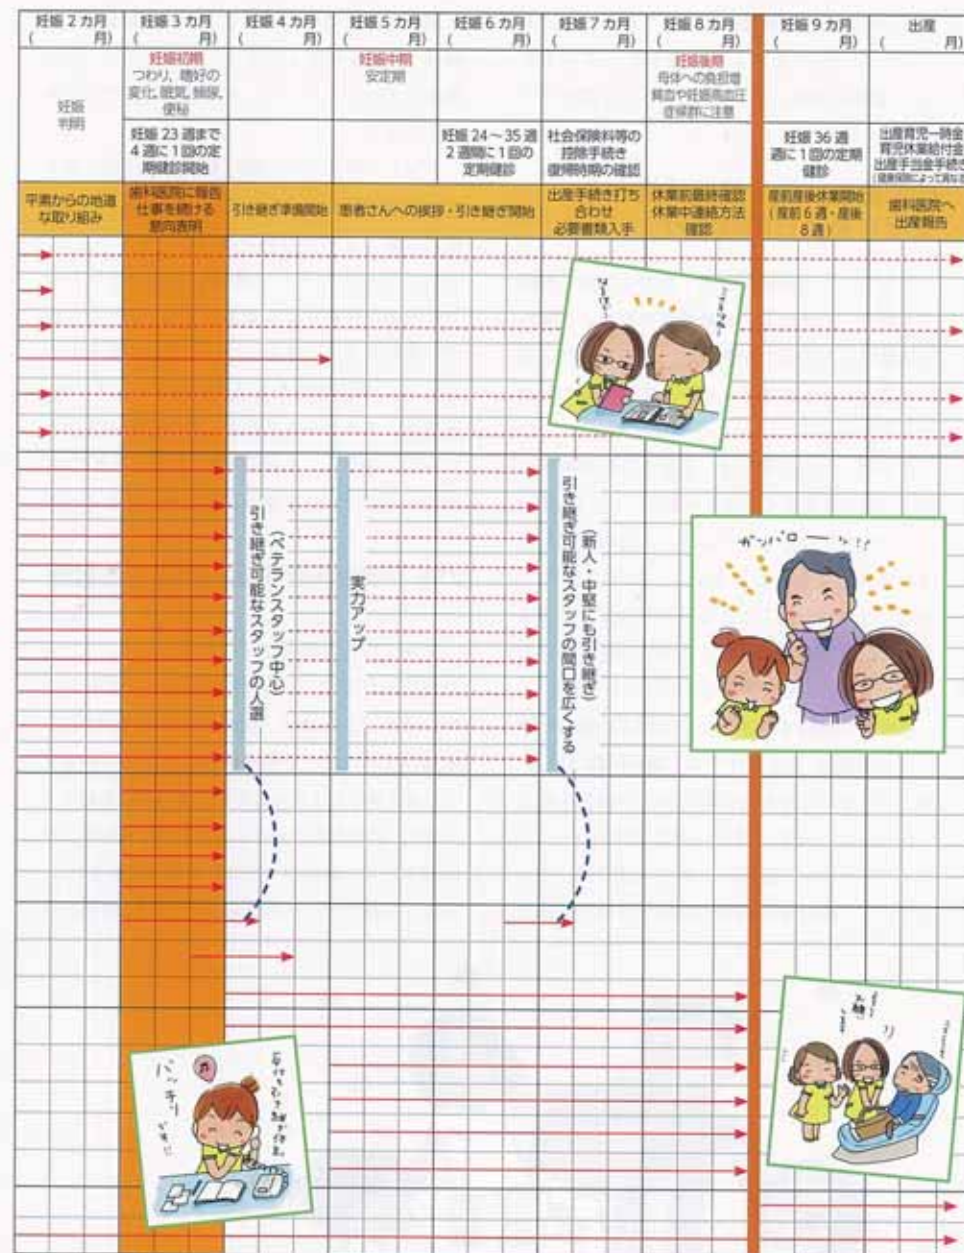 妊娠2カ月
(　　月)
妊娠3カ月
(　　月)
妊娠4カ月
(　　月)
妊娠5カ月
(　　月)
妊娠6カ月
(　　月)
妊娠7カ月
(　　月)
妊娠8カ月
(　　月)
妊娠9カ月
(　　月)
出産
(　　月)
妊娠
判明
妊娠初期
つわり、嗜好の
変化、眠気、頻尿、
便秘
妊娠中期
安定期
妊娠後期
母体への負担増
貧血や妊娠高血圧
症候群に注意
妊娠23週まで
4週に1回の定
期健診開始
妊娠24～35週
2週間に1回の
定期健診
社会保険料等の
控除手続き
復帰時期の確認
妊娠36週
週に1回の定期
健診
出産育児一時金
育児休業給付金
出産手当金手続き
平素からの地道
な取り組み
歯科医院に報告
仕事を続ける
意向表明
引き継ぎ準備開始
患者さんへの挨拶・引き継ぎ開始
出産手続き打ち
合わせ
必要書類入手
休業前最終確認
休業中連絡方法
確認
産前産後休業開始
(産前6週・産後
8週)
歯科医院へ
出産報告
引き継ぎ可能なスタッフの人選
(ベテランスタッフ中心)
実力アップ
引き継ぎ可能なスタッフの間口を広くする
(新人・中堅にも引き継ぎ)
ガンバローッ!!
バッチリ
です!!